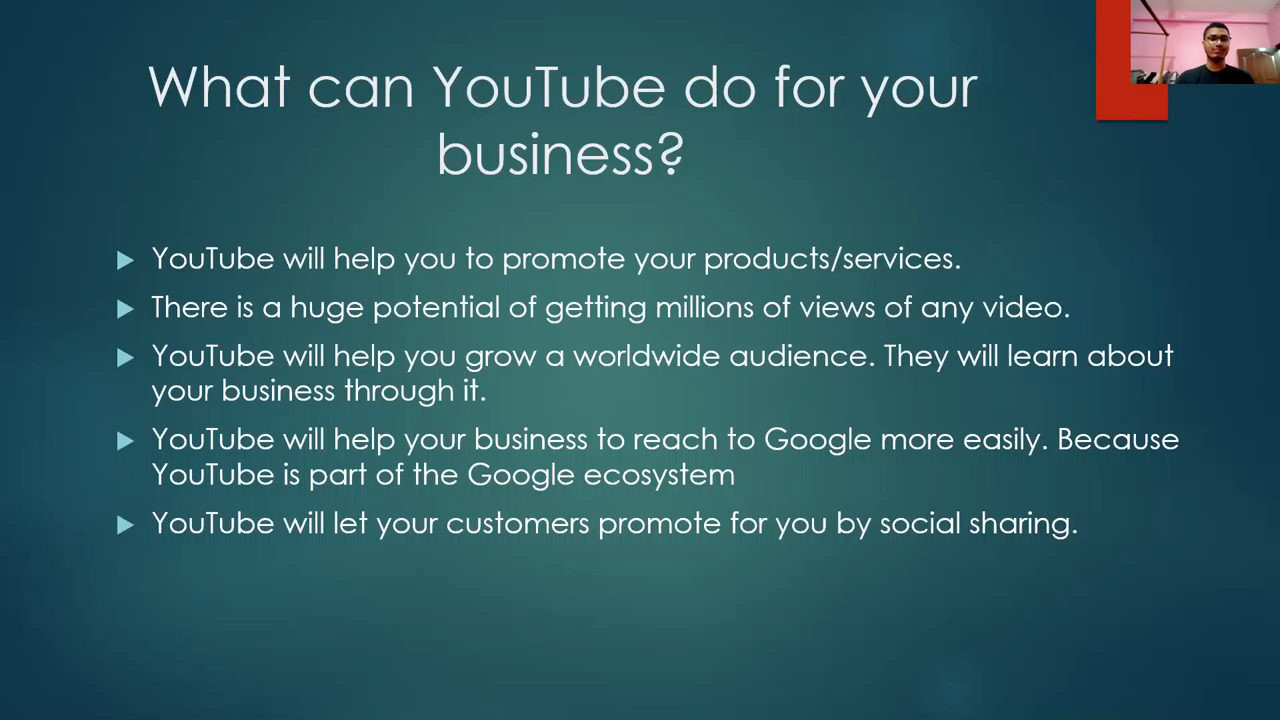 What can YouTube do for your
business?
YouTube will help you to promote your products/services.
There is a huge potential of getting millions of views of any video.
YouTube will help you grow a worldwide audience. They will learn about
your business through it.
YouTube will help your business to reach to Google more easily. Because
YouTube is part of the Google ecosystem
YouTube will let your customers promote for you by social sharing.